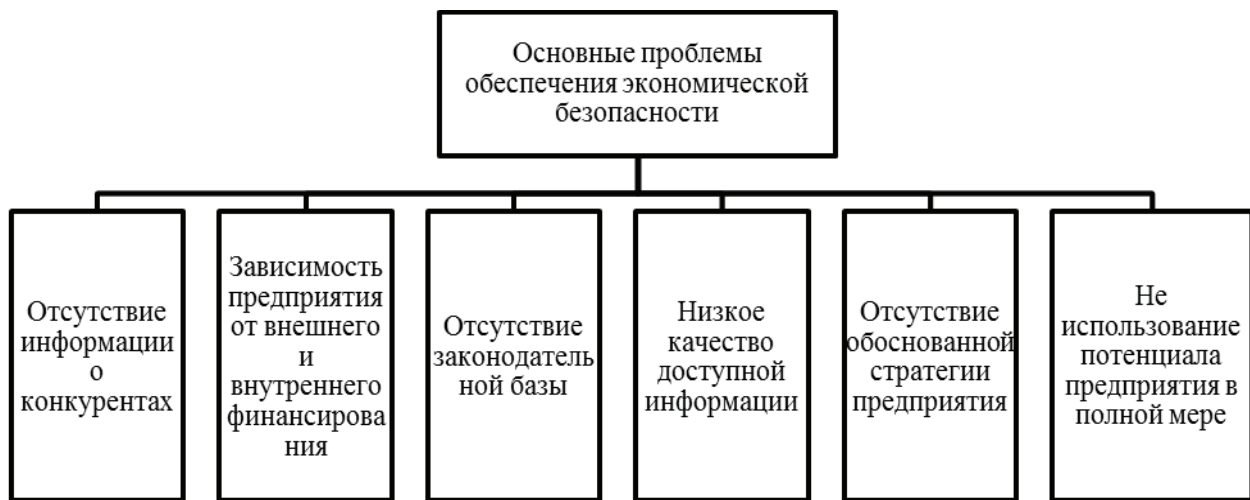 Основные проблемы
обеспечения экономической
безопасности
Отсутствие
информации
о
конкурентах
Зависимость
предприятия
от внешнего
и
внутреннего
финансирова
ния
Отсутствие
законодатель
ной базы
Низкое
качество
доступной
информации
Отсутствие
обоснованной
стратегии
предприятия
Не
использование
потенциала
предприятия в
полной мере